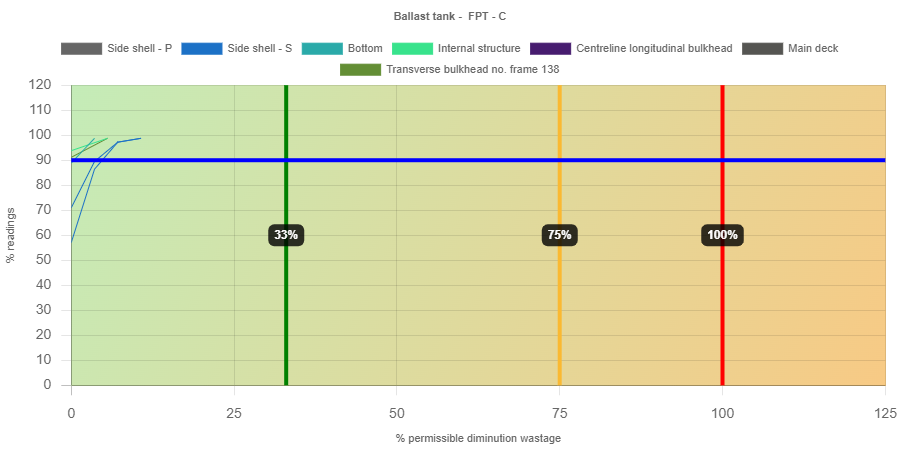 Ballast tank -  FPT - C
Side shell - P Side shell - S Bottom Internal structure Centreline longitudinal bulkhead Main deck
Transverse bulkhead no. frame 138
120
110
100
90
80
70
60
50
40
30
20
10
0
% readings
33% 75% 100%
0 25 50 75 100 125
% permissible diminution wastage